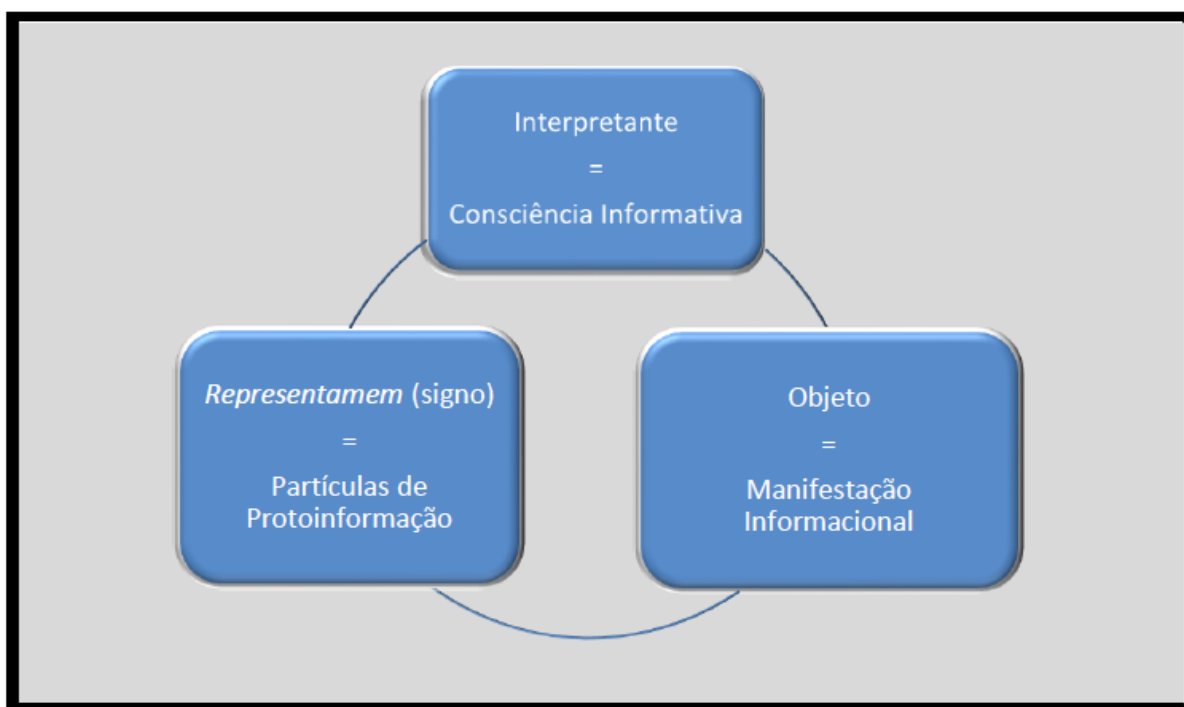 Interpretante
=
Consciência Informativa
Representamem (signo)
=
Partículas de
Protoinformação
Objeto
=
Manifestação
Informacional